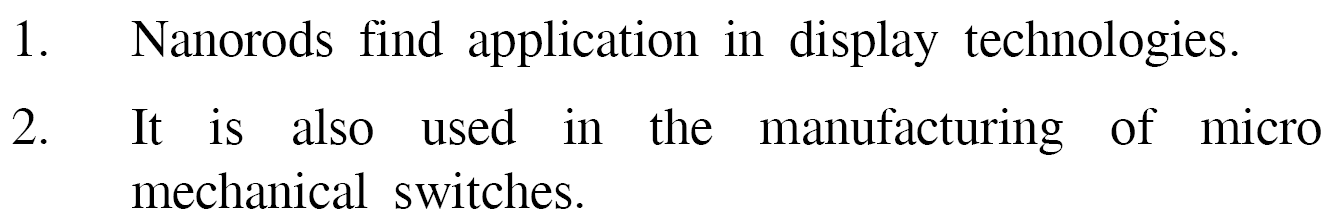 1. Nanorods find application in display technologies.
2. It is also used in the manufacturing of micro
mechanical switches.